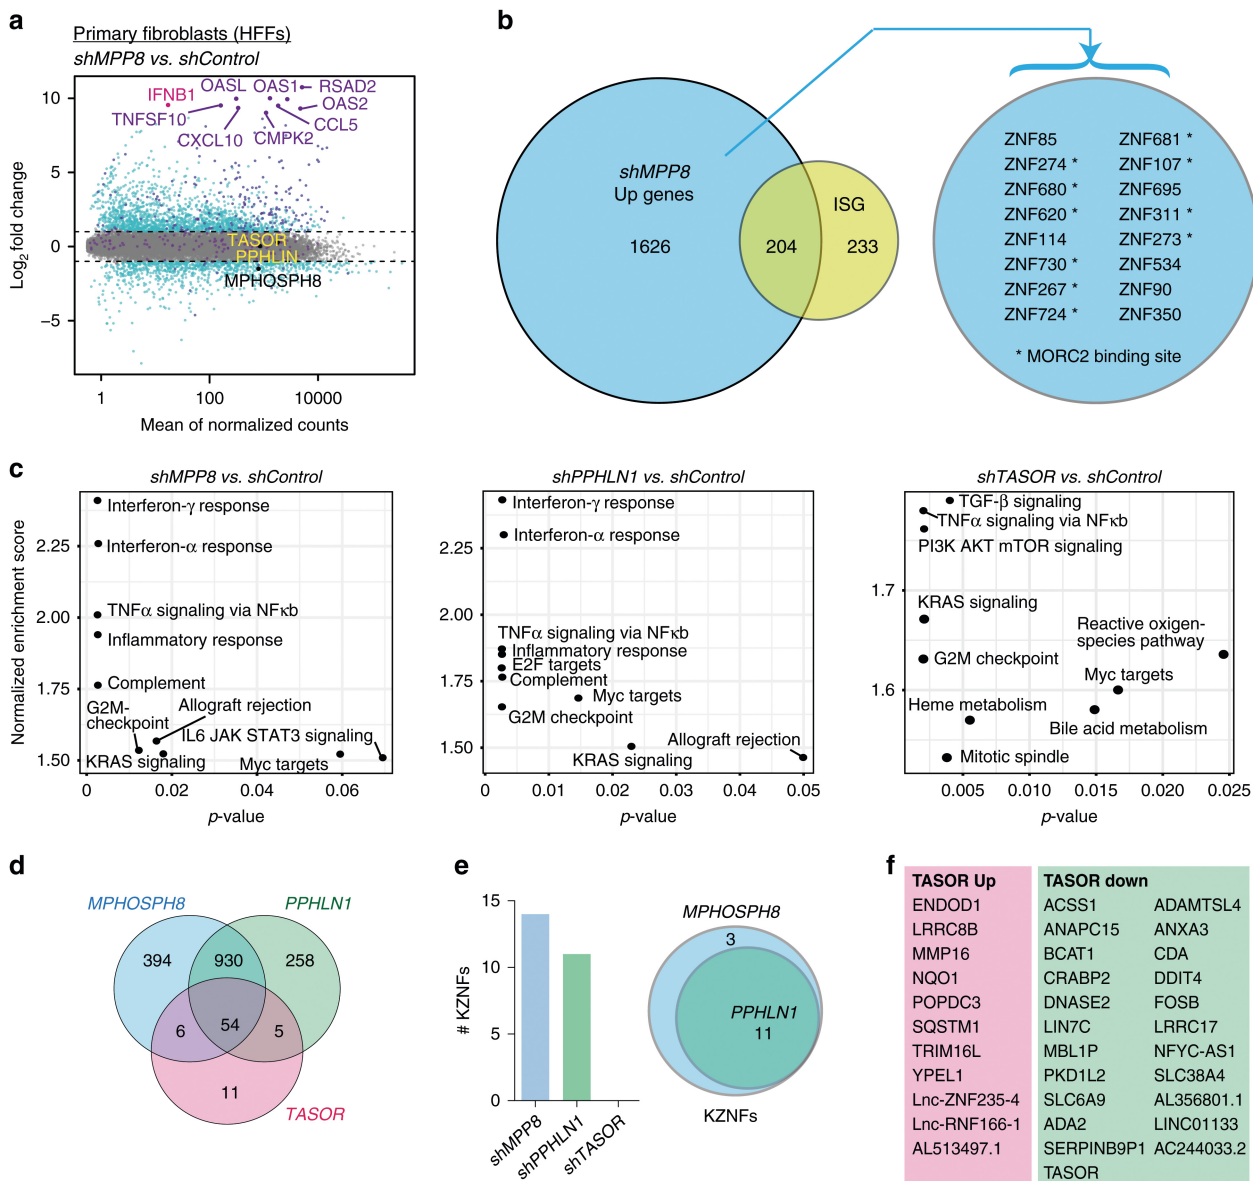 a
Primary fibroblasts (HFFs)
shMPP8 vs. shControl
Log2 fold change
10
5
0
−5
IFNB1
OASL
OAS1
RSAD2
TNFSF10
OAS2
CXCL10
CMPK2
CCL5
TASOR
PPHLIN
MPHOSPH8
1
100
10000
Mean of normalized counts
b
shMPP8
Up genes
1626
204
ISG
233
ZNF85 ZNF681 *
ZNF274 * ZNF107 *
ZNF680 * ZNF695
ZNF620 * ZNF311 *
ZNF114 ZNF273 *
ZNF730 * ZNF534
ZNF267 * ZNF90
ZNF724 * ZNF350
* MORC2 binding site
c
shMPP8 vs. shControl
Normalized enrichment score
2.25
2.00
1.75
1.50
Interferon-γ response
Interferon-α response
TNFα signaling via NFκb
Inflammatory response
Complement
G2M-
checkpoint
Allograft rejection
IL6 JAK STAT3 signaling
KRAS signaling
Myc targets
0 0.02 0.04 0.06
p-value
shPPHLN1 vs. shControl
2.25
2.00
1.75
1.50
Interferon-γ response
Interferon-α response
TNFα signaling via NFκb
Inflammatory response
E2F targets
Complement
Myc targets
G2M checkpoint
Allograft rejection
KRAS signaling
0 0.01 0.02 0.03 0.04 0.05
p-value
shTASOR vs. shControl
1.7
1.6
TGF-β signaling
TNFα signaling via NFκb
PI3K AKT mTOR signaling
KRAS signaling
Reactive oxigen-
species pathway
G2M checkpoint
Myc targets
Heme metabolism
Bile acid metabolism
Mitotic spindle
0.005 0.010 0.015 0.020 0.025
p-value
d
MPHOSPH8
PPHLN1
394
930
258
6
54
5
11
TASOR
e
# KZNFs
15
10
5
0
shMPP8
shPPHLN1
shTASOR
MPHOSPH8
3
PPHLN1
11
KZNFs
f
TASOR Up
ENDOD1
LRRC8B
MMP16
NQO1
POPDC3
SQSTM1
TRIM16L
YPEL1
Lnc-ZNF235-4
Lnc-RNF166-1
AL513497.1
TASOR down
ACSS1 ADAMTSL4
ANAPC15 ANXA3
BCAT1 CDA
CRABP2 DDIT4
DNASE2 FOSB
LIN7C LRRC17
MBL1P NFYC-AS1
PKD1L2 SLC38A4
SLC6A9 AL356801.1
ADA2 LINC01133
SERPINB9P1 AC244033.2
TASOR